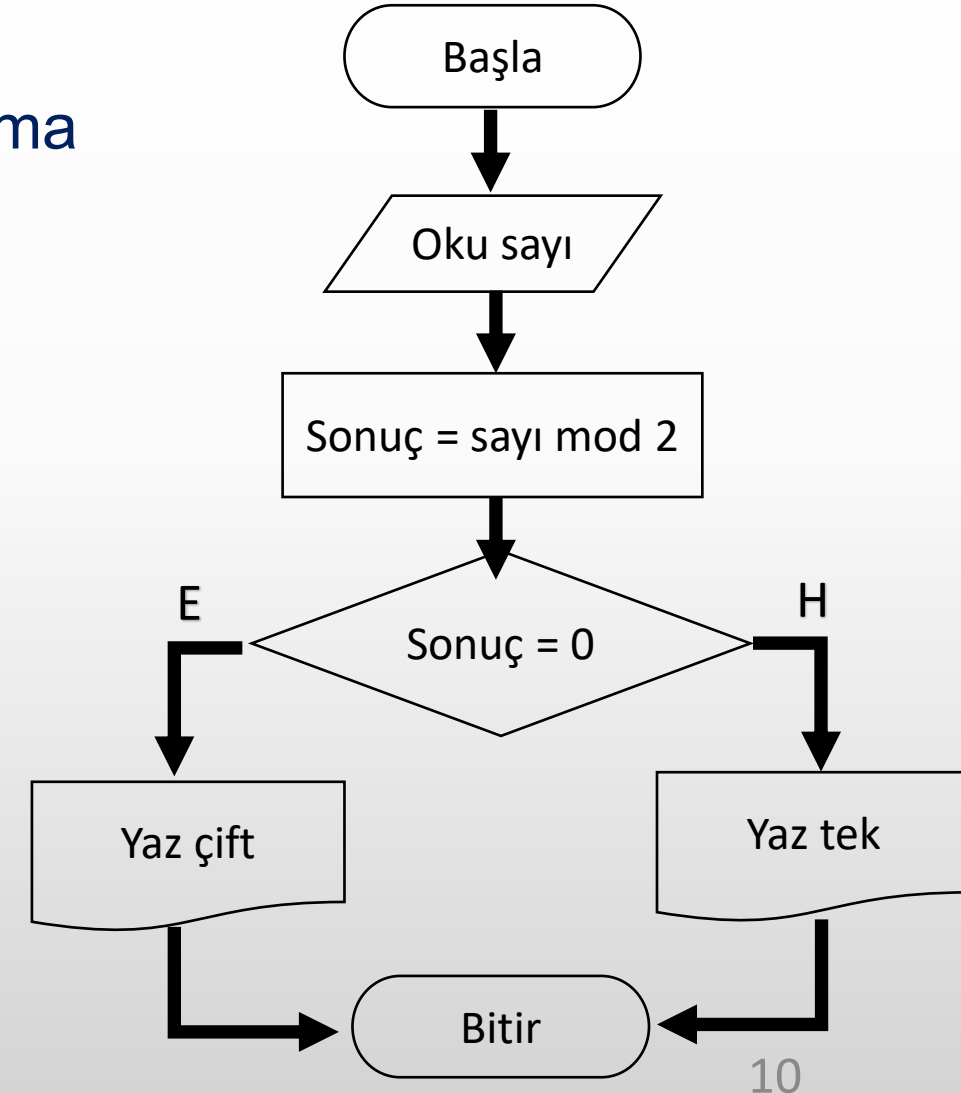 ma
Başla
Oku sayı
Sonuç = sayı mod 2
E
H
Sonuç = 0
Yaz çift
Yaz tek
Bitir
10